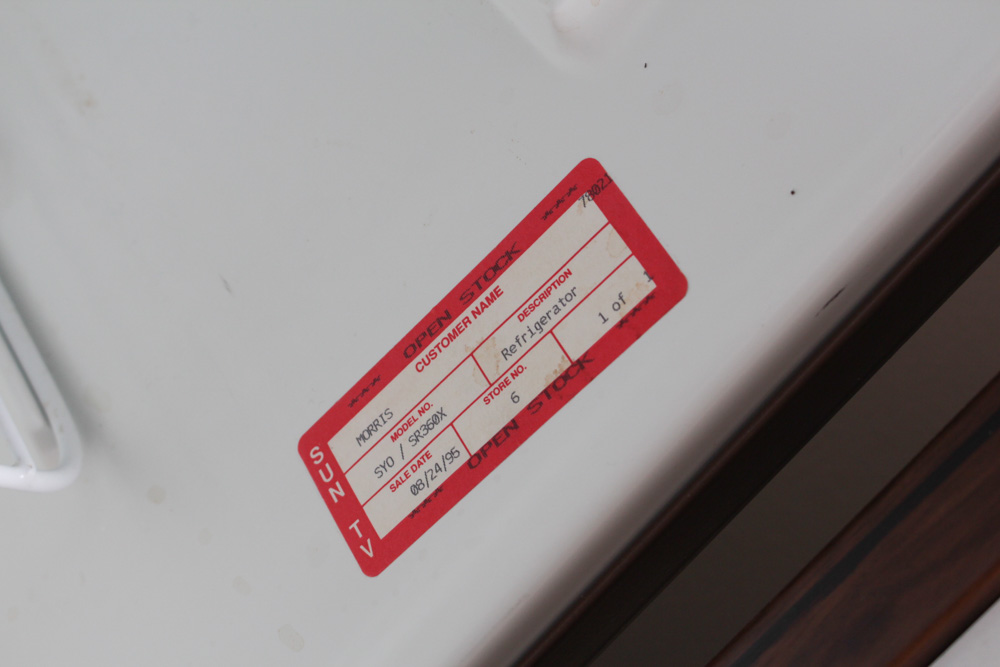 SUN TV
*** OPEN STOCK ***
CUSTOMER NAME
MORRIS
MODEL NO. DESCRIPTION
SYO / SR360X Refrigerator
SALE DATE STORE NO.
08/24/95 6 1 of 1
*** OPEN STOCK ***